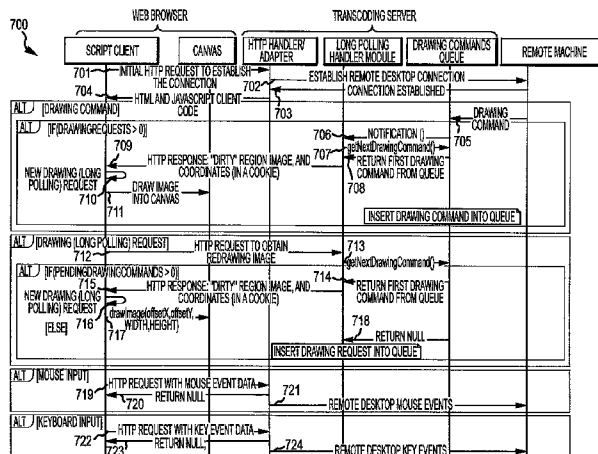 700
WEB BROWSER
TRANSCODING SERVER
SCRIPT CLIENT
CANVAS
HTTP HANDLER/
ADAPTER
LONG POLLING
HANDLER MODULE
DRAWING COMMANDS
QUEUE
REMOTE MACHINE
701
INITIAL HTTP REQUEST TO ESTABLISH
THE CONNECTION
702
ESTABLISH REMOTE DESKTOP CONNECTION
704
HTML AND JAVASCRIPT CLIENT
CODE
703
CONNECTION ESTABLISHED
ALT
[DRAWING COMMAND]
DRAWING
COMMAND
705
ALT
[IF(DRAWINGREQUESTS > 0)]
709
706
NOTIFICATION ()
707
getNextDrawingCommand()
HTTP RESPONSE: "DIRTY" REGION IMAGE, AND
COORDINATES (IN A COOKIE)
RETURN FIRST DRAWING
COMMAND FROM QUEUE
708
NEW DRAWING (LONG
POLLING) REQUEST
710
711
DRAW IMAGE
INTO CANVAS
INSERT DRAWING COMMAND INTO QUEUE
ALT
[DRAWING (LONG POLLING) REQUEST]
712
HTTP REQUEST TO OBTAIN
REDRAWING IMAGE
713
getNextDrawingCommand()
ALT
[IF(PENDINGDRAWINGCOMMANDS > 0)]
714
715
HTTP RESPONSE: "DIRTY" REGION IMAGE, AND
COORDINATES (IN A COOKIE)
RETURN FIRST DRAWING
COMMAND FROM QUEUE
NEW DRAWING (LONG
POLLING) REQUEST
716
drawImage(offsetX,offsetY,
WIDTH,HEIGHT)
717
[ELSE]
718
RETURN NULL
INSERT DRAWING REQUEST INTO QUEUE
ALT
[MOUSE INPUT]
719
HTTP REQUEST WITH MOUSE EVENT DATA
720
RETURN NULL
721
REMOTE DESKTOP MOUSE EVENTS
ALT
[KEYBOARD INPUT]
722
HTTP REQUEST WITH KEY EVENT DATA
723
RETURN NULL;
724
REMOTE DESKTOP KEY EVENTS